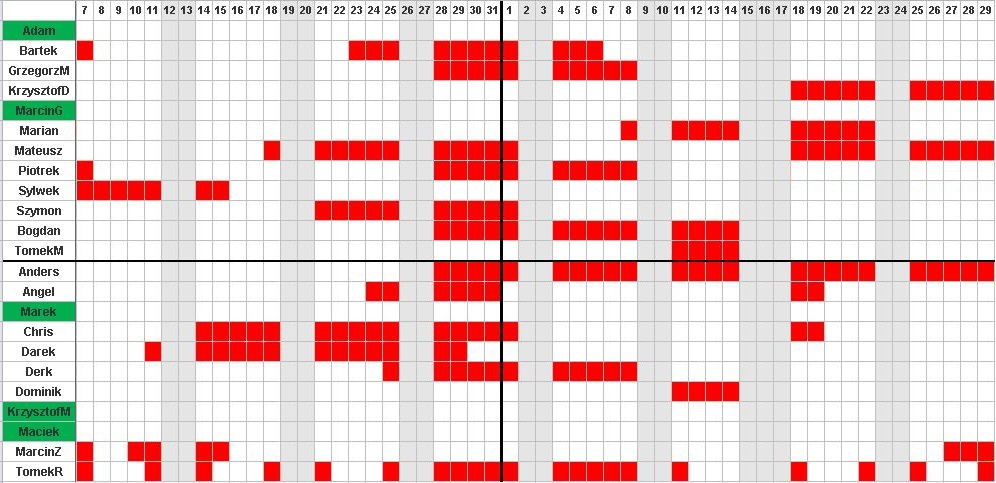 7 8 9 10 11 12 13 14 15 16 17 18 19 20 21 22 23 24 25 26 27 28 29 30 31 1 2 3 4 5 6 7 8 9 10 11 12 13 14 15 16 17 18 19 20 21 22 23 24 25 26 27 28 29
Adam
Bartek
GrzegorzM
KrzysztofD
MarcinG
Marian
Mateusz
Piotrek
Sylwek
Szymon
Bogdan
TomekM
Anders
Angel
Marek
Chris
Darek
Derk
Dominik
KrzysztofM
Maciek
MarcinZ
TomekR